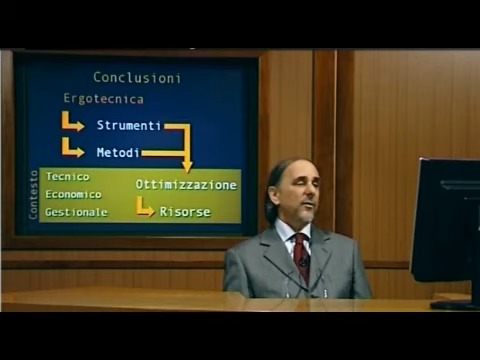 Conclusioni
Ergotecnica
Strumenti
Metodi
Contesto
Tecnico
Economico
Gestionale
Ottimizzazione
Risorse